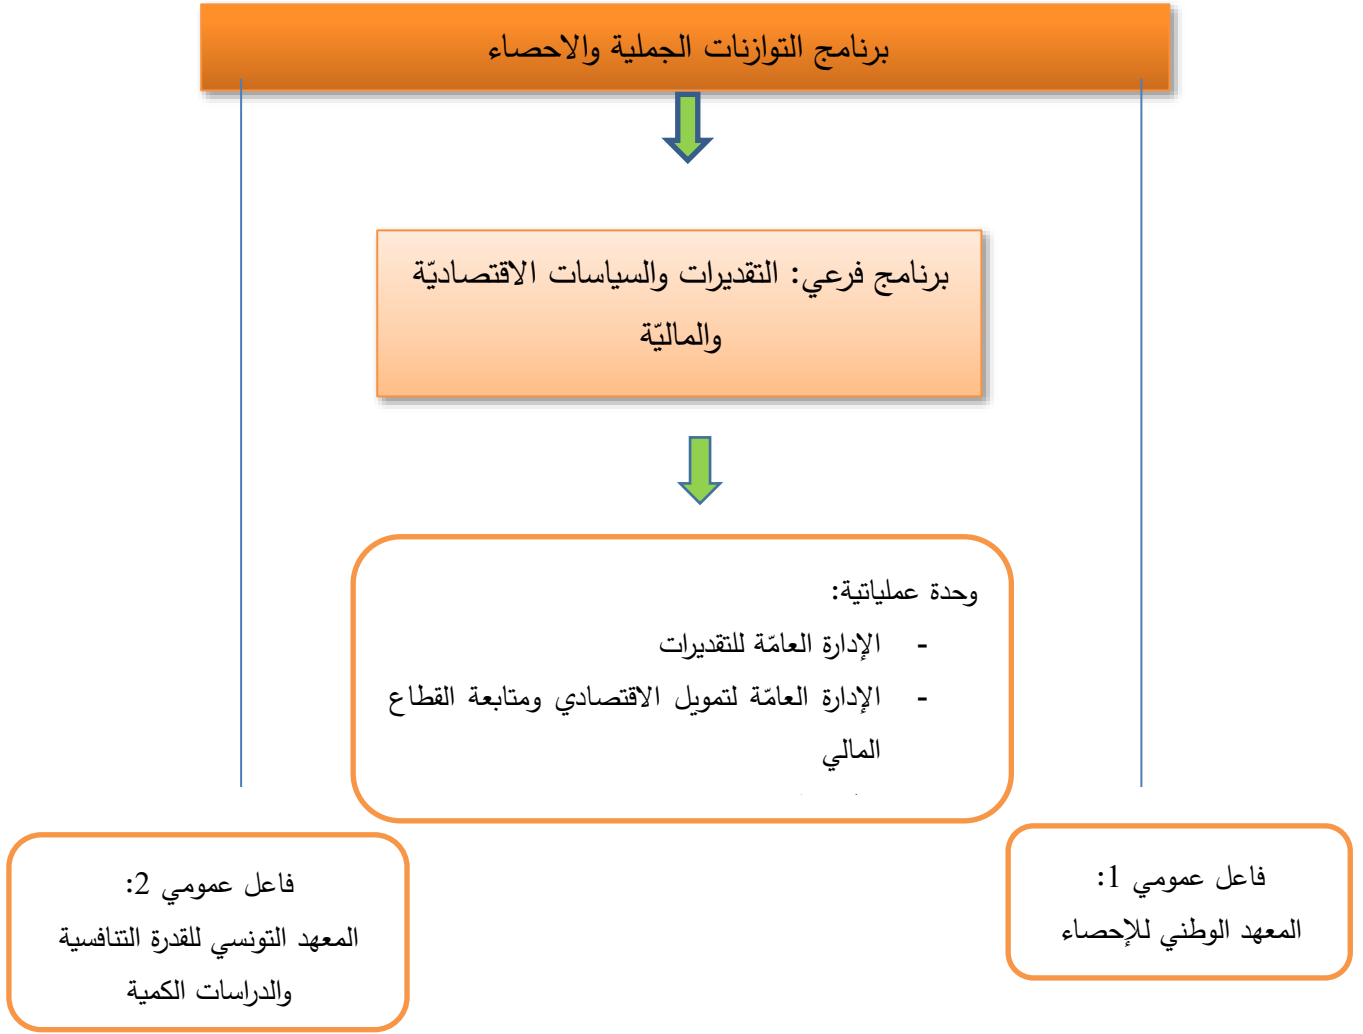 برنامج التوازنات الجملية والاحصاء
برنامج فرعي: التقديرات والسياسات الاقتصاديّة
والماليّة
وحدة عملياتية:
- الإدارة العامّة للتقديرات
- الإدارة العامّة لتمويل الاقتصادي ومتابعة القطاع
المالي
فاعل عمومي 1:
المعهد الوطني للإحصاء
فاعل عمومي 2:
المعهد التونسي للقدرة التنافسية
والدراسات الكمية